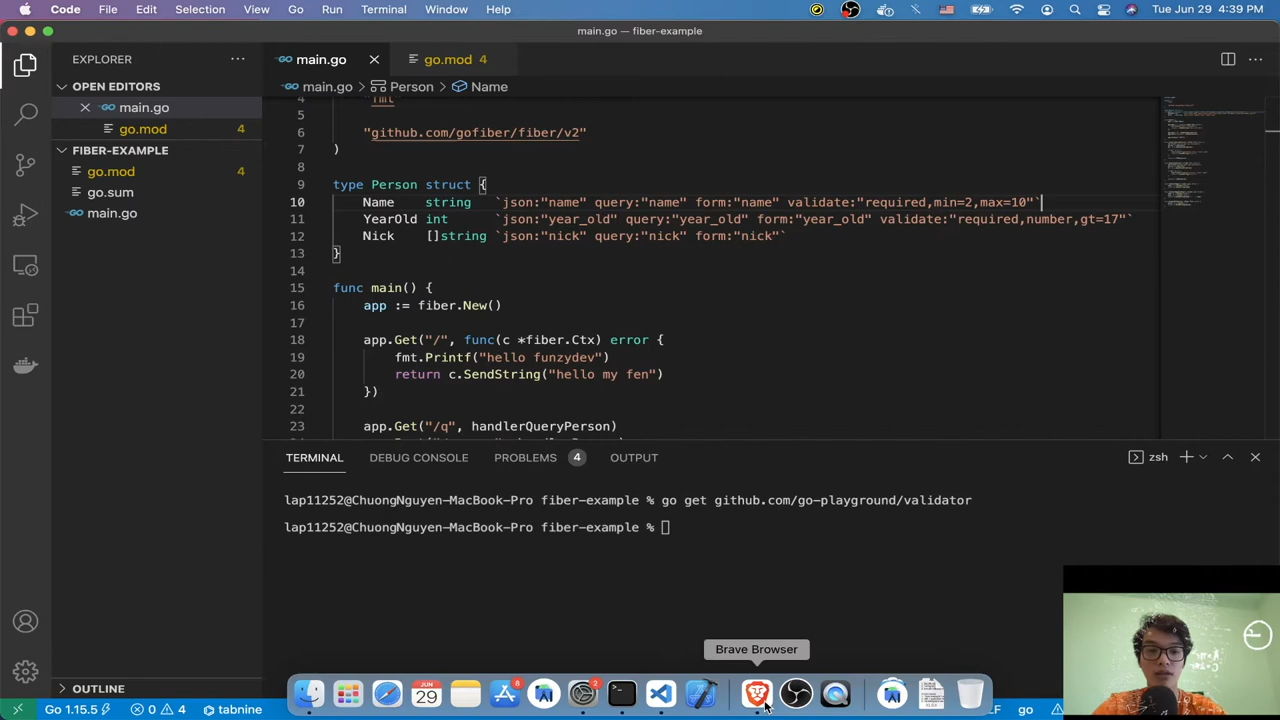 Code File Edit Selection View Go Run Terminal Window Help Tue Jun 29 4:39 PM
main.go — fiber-example
EXPLORER
OPEN EDITORS
main.go
go.mod 4
FIBER-EXAMPLE
go.mod 4
go.sum
main.go
OUTLINE
main.go go.mod 4
main.go > Person > Name
4 "fmt"
5
6 "github.com/gofiber/fiber/v2"
7 )
8
9 type Person struct {
10 Name string `json:"name" query:"name" form:"name" validate:"required,min=2,max=10"`
11 YearOld int `json:"year_old" query:"year_old" form:"year_old" validate:"required,number,gt=17"`
12 Nick []string `json:"nick" query:"nick" form:"nick"`
13 }
14
15 func main() {
16 app := fiber.New()
17
18 app.Get("/", func(c *fiber.Ctx) error {
19 fmt.Printf("hello funzydev")
20 return c.SendString("hello my fen")
21 })
22
23 app.Get("/q", handlerQueryPerson)
TERMINAL DEBUG CONSOLE PROBLEMS 4 OUTPUT zsh
lap11252@ChuongNguyen-MacBook-Pro fiber-example % go get github.com/go-playground/validator
lap11252@ChuongNguyen-MacBook-Pro fiber-example %
Brave Browser
JUN
29
8
2
Go 1.15.5 0 4 tabnine go